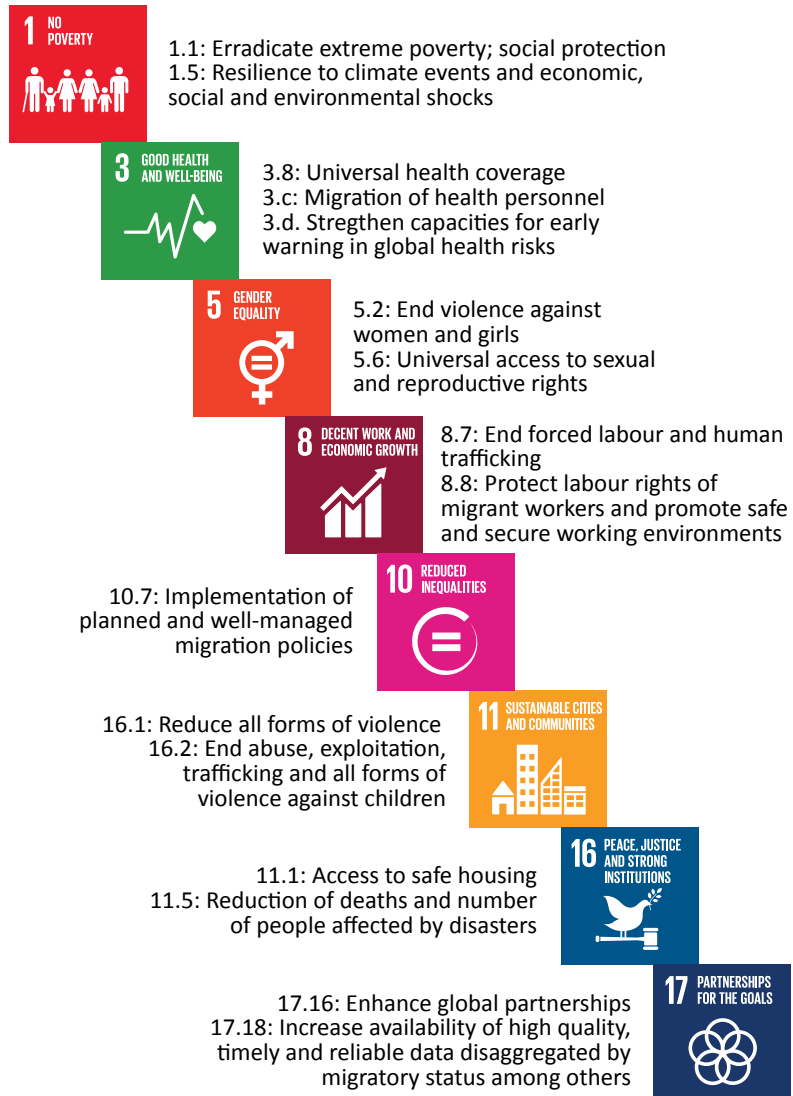 1 NO
POVERTY
1.1: Erradicate extreme poverty; social protection
1.5: Resilience to climate events and economic,
social and environmental shocks
3 GOOD HEALTH
AND WELL-BEING
3.8: Universal health coverage
3.c: Migration of health personnel
3.d. Stregthen capacities for early
warning in global health risks
5 GENDER
EQUALITY
5.2: End violence against
women and girls
5.6: Universal access to sexual
and reproductive rights
8 DECENT WORK AND
ECONOMIC GROWTH
8.7: End forced labour and human
trafficking
8.8: Protect labour rights of
migrant workers and promote safe
and secure working environments
10 REDUCED
INEQUALITIES
10.7: Implementation of
planned and well-managed
migration policies
11 SUSTAINABLE CITIES
AND COMMUNITIES
16.1: Reduce all forms of violence
16.2: End abuse, exploitation,
trafficking and all forms of
violence against children
16 PEACE, JUSTICE
AND STRONG
INSTITUTIONS
11.1: Access to safe housing
11.5: Reduction of deaths and number
of people affected by disasters
17 PARTNERSHIPS
FOR THE GOALS
17.16: Enhance global partnerships
17.18: Increase availability of high quality,
timely and reliable data disaggregated by
migratory status among others